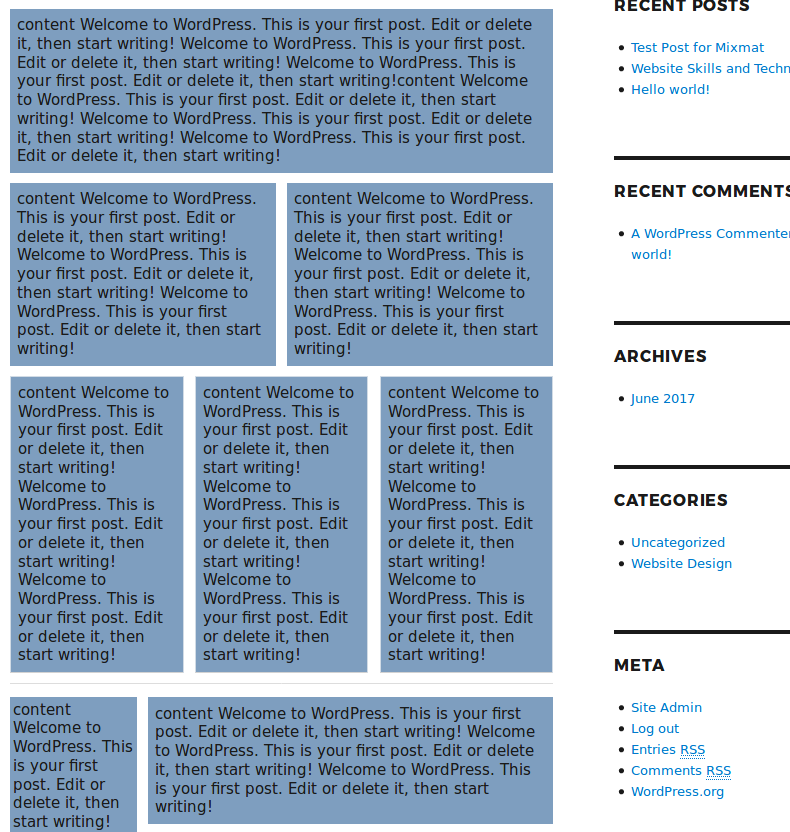 content Welcome to WordPress. This is your first post. Edit or delete
it, then start writing! Welcome to WordPress. This is your first post.
Edit or delete it, then start writing! Welcome to WordPress. This is
your first post. Edit or delete it, then start writing!content Welcome
to WordPress. This is your first post. Edit or delete it, then start
writing! Welcome to WordPress. This is your first post. Edit or delete
it, then start writing! Welcome to WordPress. This is your first post.
Edit or delete it, then start writing!
content Welcome to WordPress.
This is your first post. Edit or
delete it, then start writing!
Welcome to WordPress. This is
your first post. Edit or delete it,
then start writing! Welcome to
WordPress. This is your first
post. Edit or delete it, then start
writing!
content Welcome to WordPress.
This is your first post. Edit or
delete it, then start writing!
Welcome to WordPress. This is
your first post. Edit or delete it,
then start writing! Welcome to
WordPress. This is your first
post. Edit or delete it, then start
writing!
content Welcome to
WordPress. This is
your first post. Edit
or delete it, then
start writing!
Welcome to
WordPress. This is
your first post. Edit
or delete it, then
start writing!
Welcome to
WordPress. This is
your first post. Edit
or delete it, then
start writing!
content Welcome to
WordPress. This is
your first post. Edit
or delete it, then
start writing!
Welcome to
WordPress. This is
your first post. Edit
or delete it, then
start writing!
Welcome to
WordPress. This is
your first post. Edit
or delete it, then
start writing!
content Welcome to
WordPress. This is
your first post. Edit
or delete it, then
start writing!
Welcome to
WordPress. This is
your first post. Edit
or delete it, then
start writing!
Welcome to
WordPress. This is
your first post. Edit
or delete it, then
start writing!
content
Welcome to
WordPress. This
is your first
post. Edit or
delete it, then
start writing!
content Welcome to WordPress. This is your first
post. Edit or delete it, then start writing! Welcome
to WordPress. This is your first post. Edit or delete
it, then start writing! Welcome to WordPress. This
is your first post. Edit or delete it, then start
writing!
RECENT POSTS
Test Post for Mixmat
Website Skills and Techn
Hello world!
RECENT COMMENTS
A WordPress Commenter
world!
ARCHIVES
June 2017
CATEGORIES
Uncategorized
Website Design
META
Site Admin
Log out
Entries RSS
Comments RSS
WordPress.org